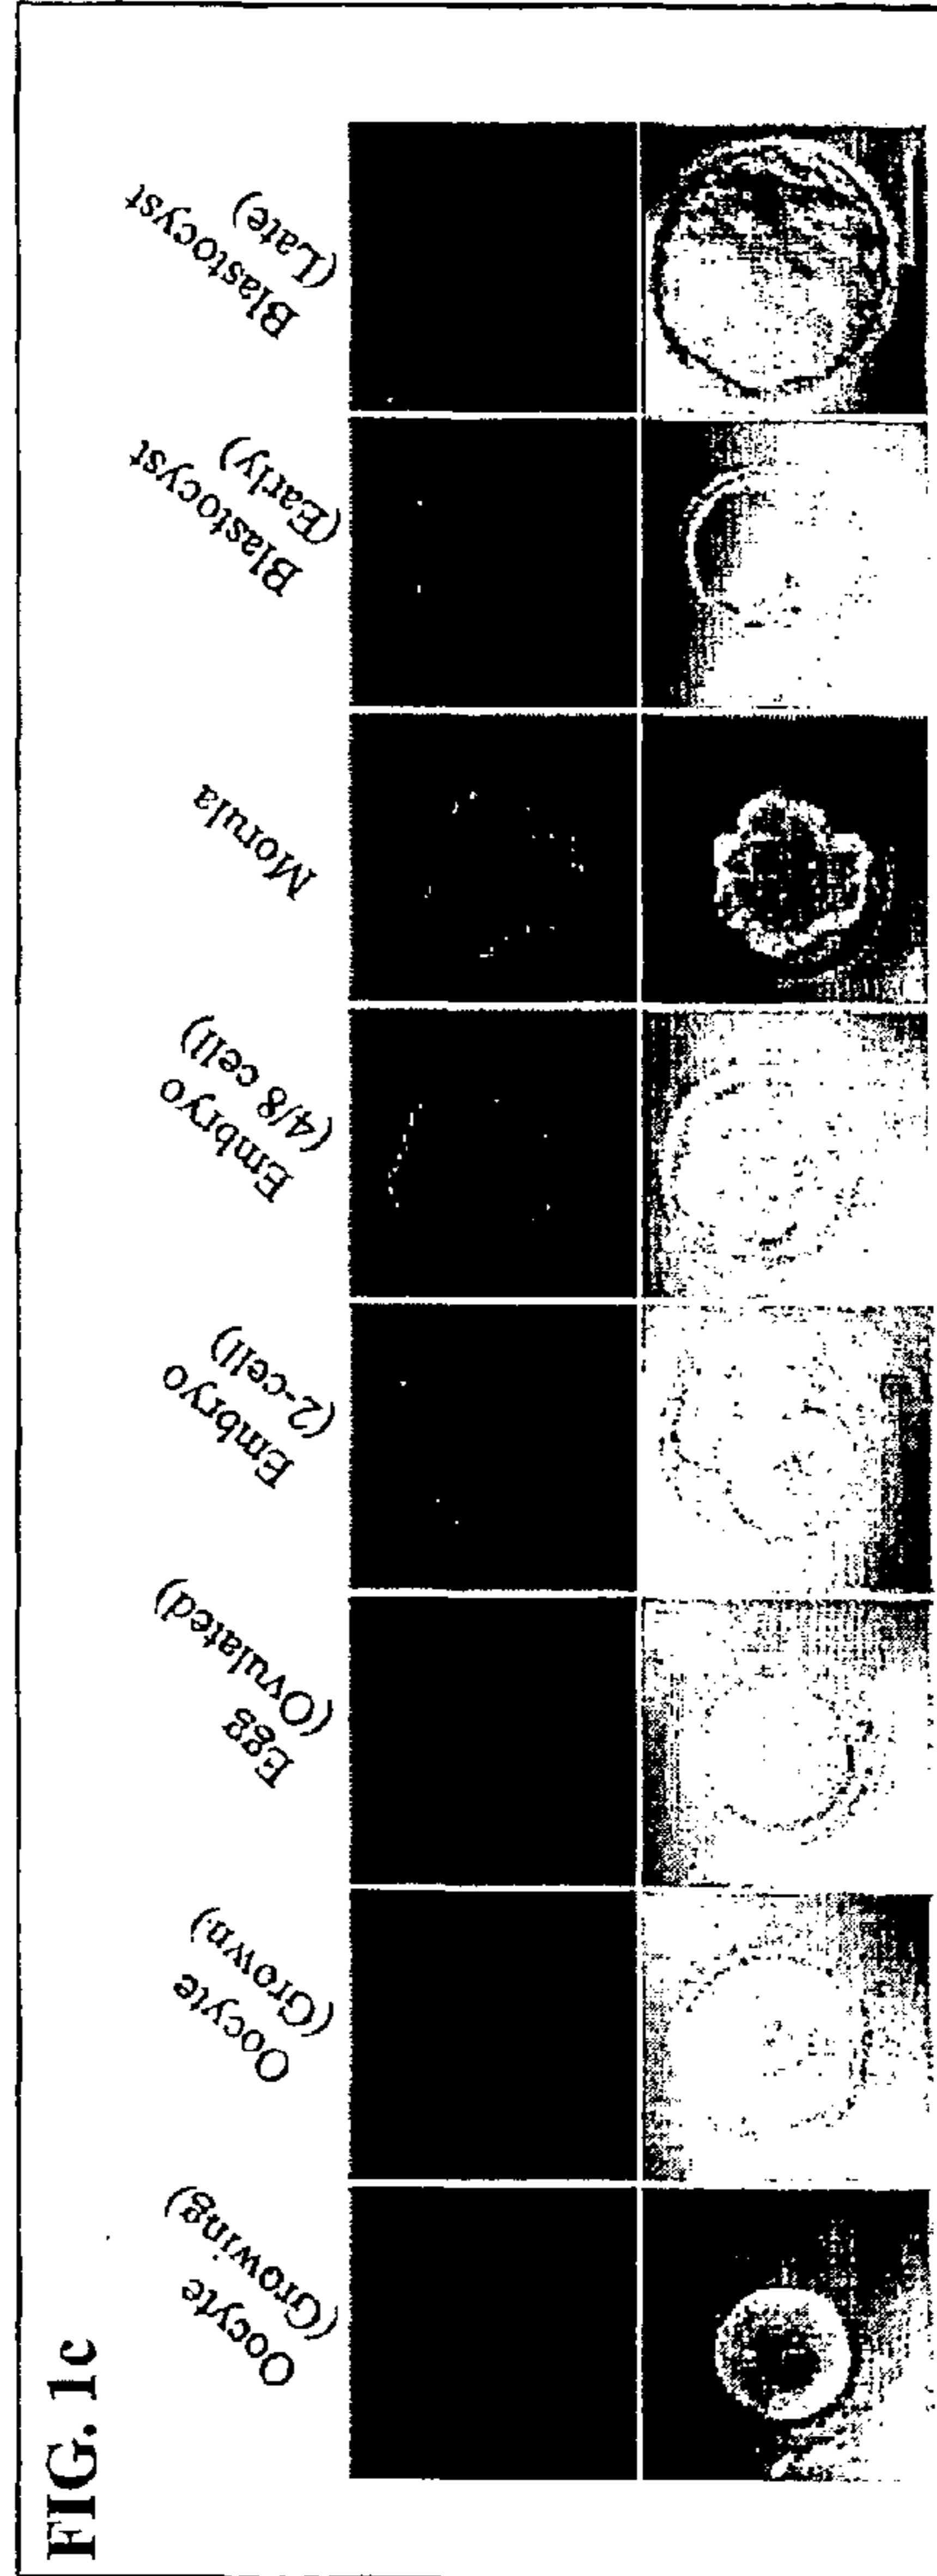 FIG. 1c
Oocyte
(Growing)
Oocyte
(Grown)
Egg
(Ovulated)
Embryo
(2-cell)
Embryo
(4/8 cell)
Morula
Blastocyst
(Early)
Blastocyst
(Late)